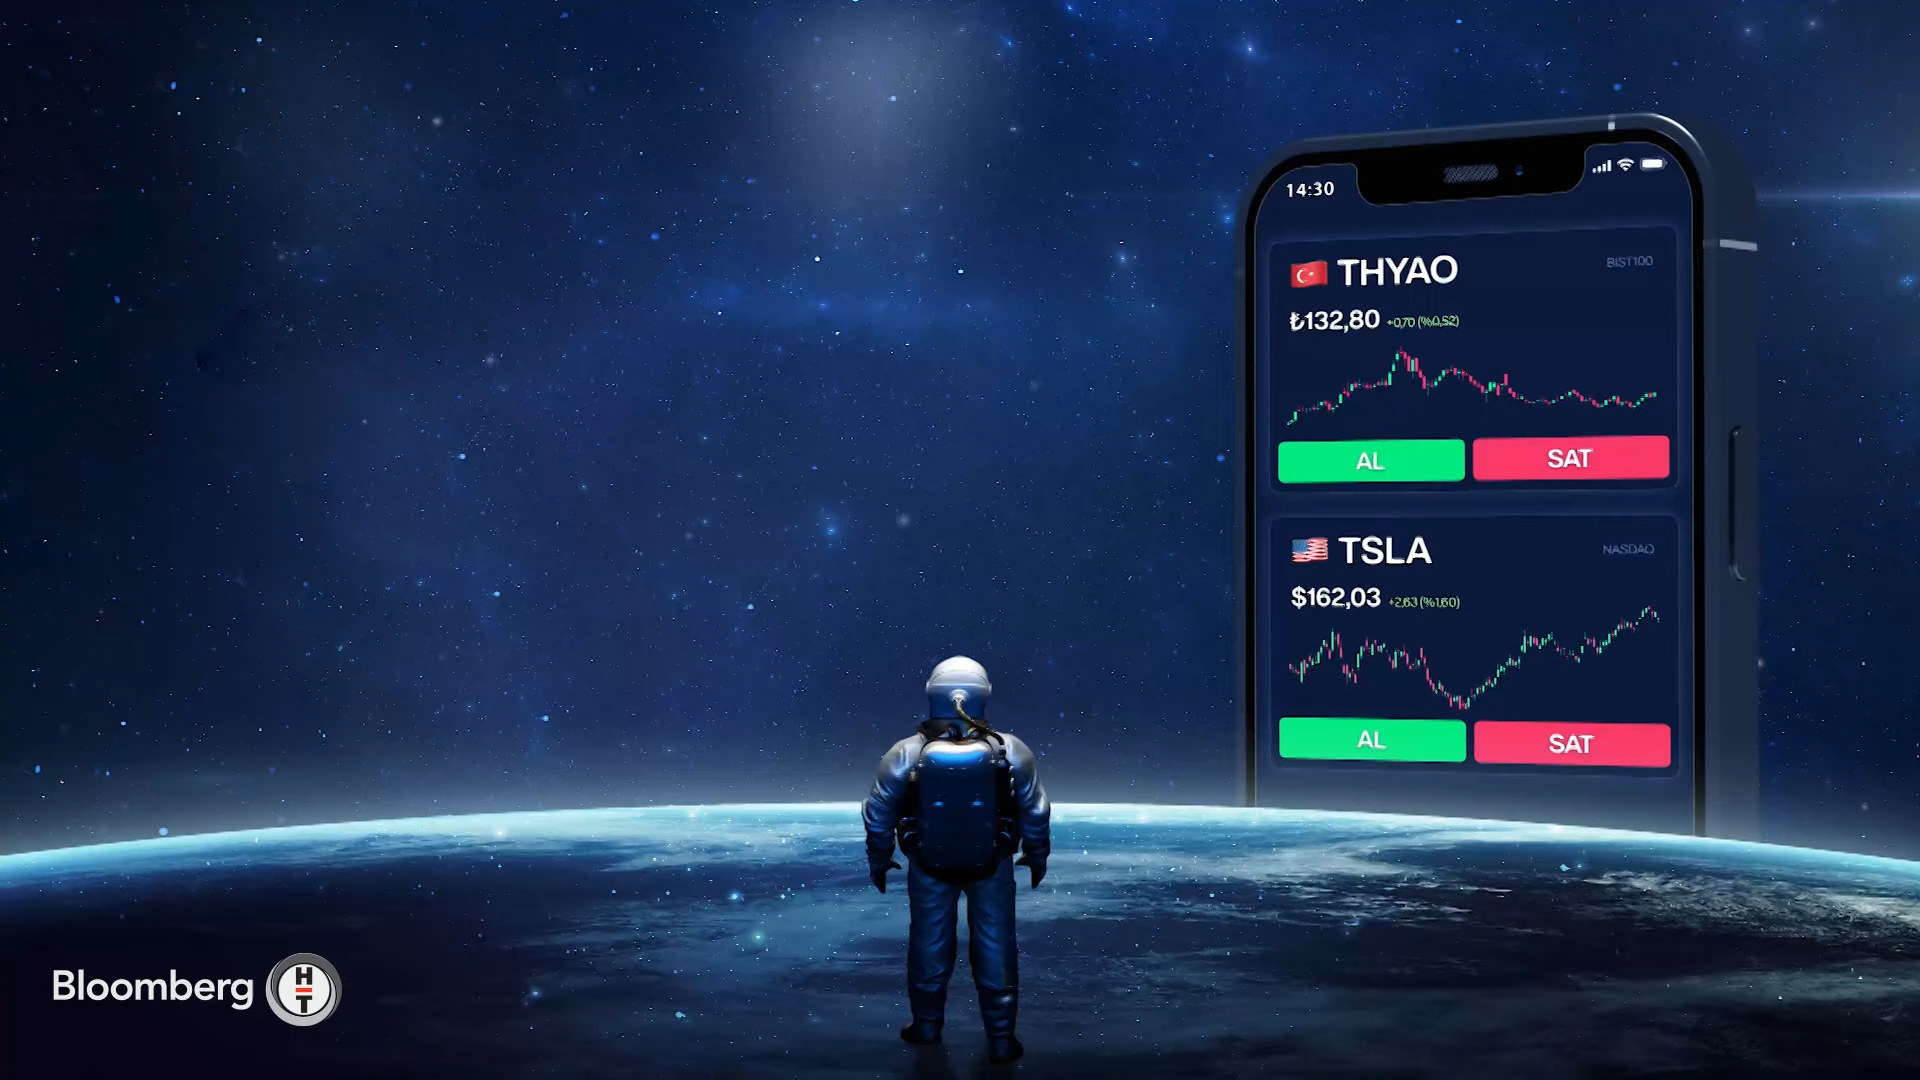 14:30
THYAO
BIST100
₺132,80 +0,70 (%0,52)
AL
SAT
TSLA
NASDAQ
$162,03 +2,63 (%1,60)
AL
SAT
Bloomberg HT